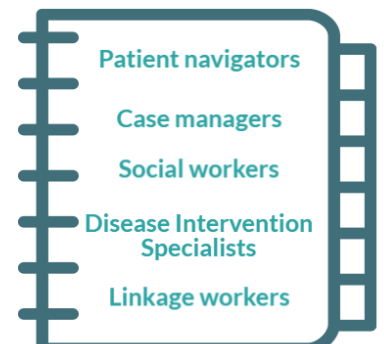 Patient navigators
Case managers
Social workers
Disease Intervention
Specialists
Linkage workers